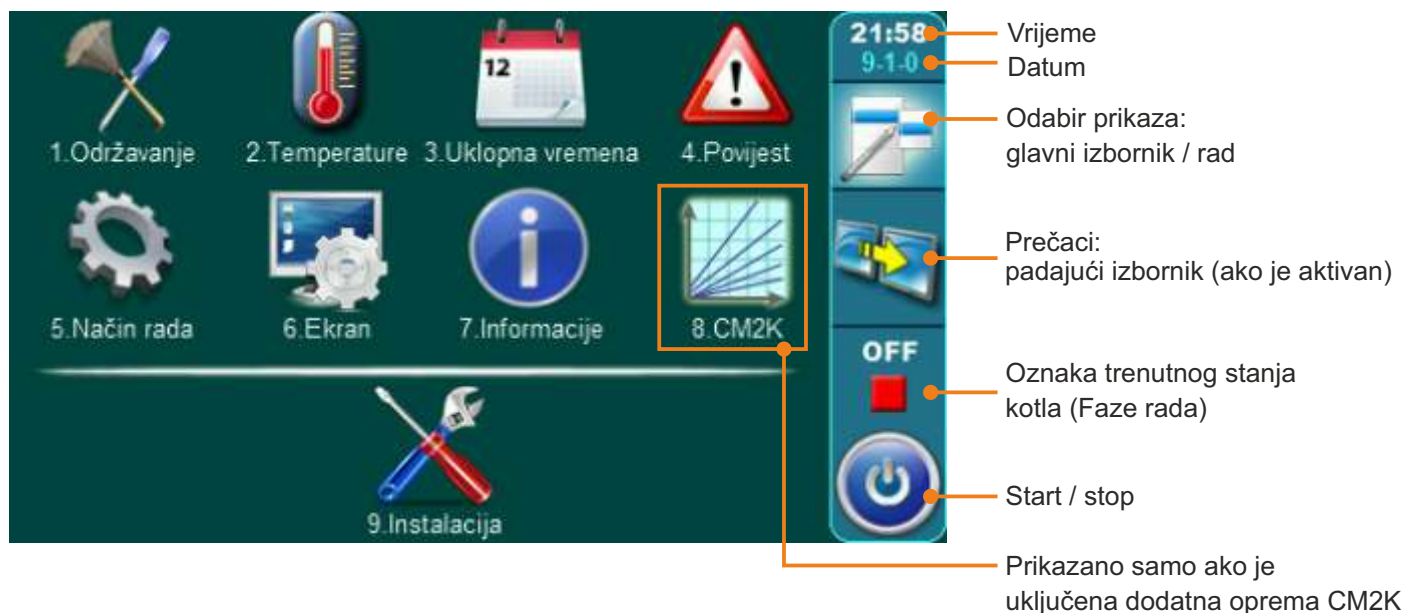 21:58
9-1-0
Vrijeme
Datum
12
1.Održavanje
2.Temperature
3.Uklopna vremena
4.Povijest
Odabir prikaza:
glavni izbornik / rad
5.Način rada
6.Ekran
7.Informacije
8.CM2K
Prečaci:
padajući izbornik (ako je aktivan)
OFF
Oznaka trenutnog stanja
kotla (Faze rada)
9.Instalacija
Start / stop
Prikazano samo ako je
uključena dodatna oprema CM2K